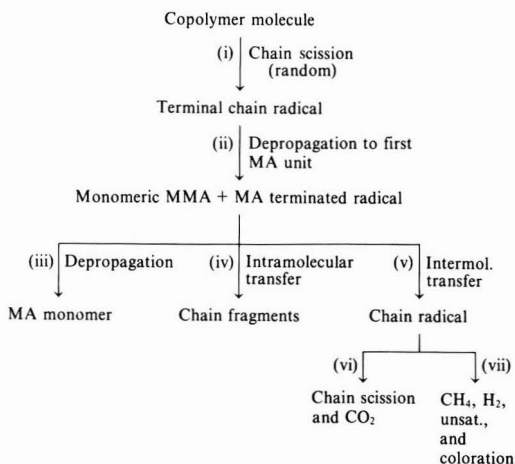 Copolymer molecule
(i) Chain scission
(random)
Terminal chain radical
(ii) Depropagation to first
MA unit
Monomeric MMA + MA terminated radical
(iii) Depropagation
(iv) Intramolecular
transfer
(v) Intermol.
transfer
MA monomer
Chain fragments
Chain radical
(vi)
(vii)
Chain scission
and CO₂
CH₄, H₂,
unsat.,
and
coloration